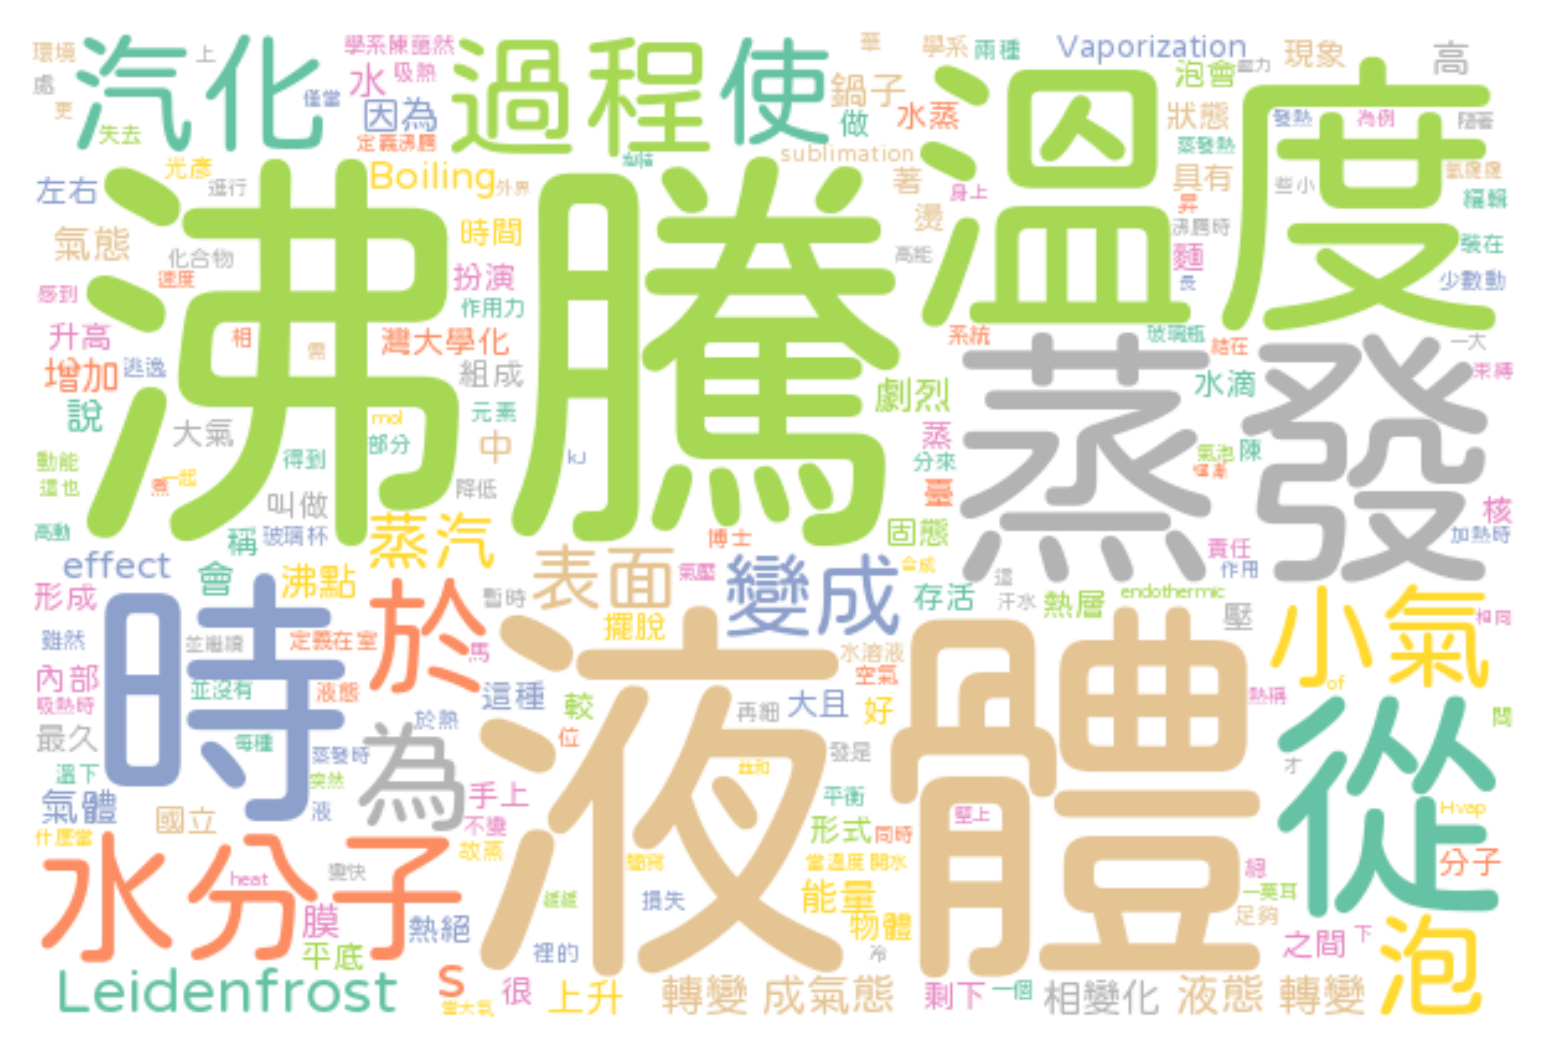 環境
汽化
上
學系陳藹然
水
吸熱
過程
使
華
學系
兩種
Vaporization
現象
高
處
更
失去
僅當
因為
定義沸騰
鍋子
做
水蒸
泡會
壓力
狀態
發熱
為例
隨著
溫度
光彥
進行
Boiling
外界
sublimation
著
身上
蒸發熱
具有
昇
些小
編輯
左右
沸騰
時間
燙
沸騰時
氣態
化合物
速度
扮演
高能
麵
長
裝在
少數動
感到
作用力
升高
相
需
灣大學化
系統
玻璃瓶
結在
一大
增加
逃逸
組成
劇烈
蒸發
水滴
束縛
說
大氣
mol
部分
元素
中
蒸
分來
氣泡
陳
動能
這也
得到
kJ
煮
一起
叫做
降低
臺
核
高動
稱
玻璃杯
蒸汽
博士
固態
責任
作用
加熱時
effect
會
沸點
表面
氣壓
變成
合成
存活
這
汗水
熱層
endothermic
壓
小氣
相同
形成
時
於
暫時
擺脫
液體
雖然
並繼續
定義在室
馬
水溶液
空氣
內部
吸熱時
並沒有
液態
這種
較
再細
大且
好
熱稱
of
從
最久
每種
為
於熱
位
發是
問
溫下
蒸發時
突然
共和
才
氣體
國立
液
手上
不變
平衡
形式
同時
壁上
Hvap
什麼當
水分子
故蒸
當溫度
開水
分子
heat
變快
總
一莫耳
膜
熱絕
損失
能量
物體
足夠
平底
裡的
冷
之間
下
泡
Leidenfrost
s
當大氣
很
上升
轉變
成氣態
剩下
一個
相變化
液態
轉變